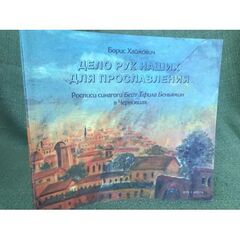 Борис Хаймович
ДЕЛО РУК НАШИХ
ДЛЯ ПРОСЛАВЛЕНИЯ
Росписи синагоги Бейт Тфила Беньямин
в Черновцах